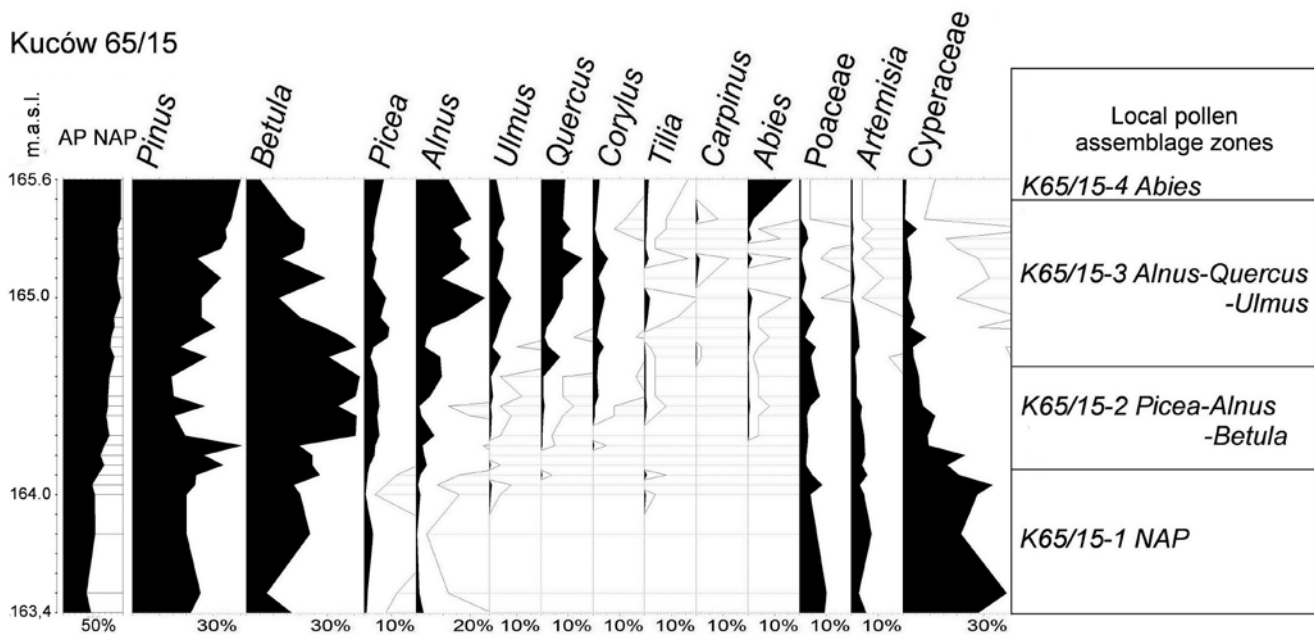 Kuców 65/15
m.a.s.l.
AP NAP
Pinus
Betula
Picea
Alnus
Ulmus
Quercus
Corylus
Tilia
Carpinus
Abies
Poaceae
Artemisia
Cyperaceae
Local pollen
assemblage zones
165.6
K65/15-4 Abies
165.0
K65/15-3 Alnus-Quercus
-Ulmus
K65/15-2 Picea-Alnus
-Betula
164.0
K65/15-1 NAP
163,4
50% 30% 30% 10% 20% 10% 10% 10% 10% 10% 10% 10% 10% 30%